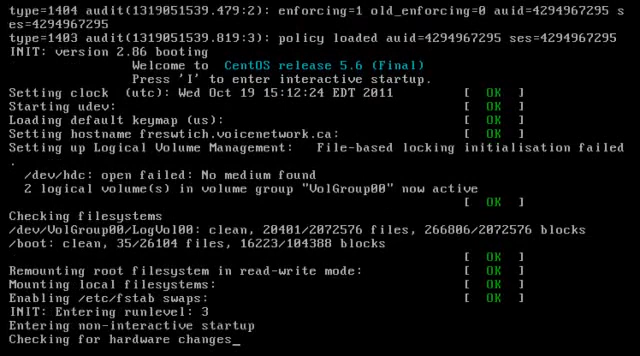 type=1404 audit(1319051539.479:2): enforcing=1 old_enforcing=0 auid=4294967295 s
es=4294967295
type=1403 audit(1319051539.819:3): policy loaded auid=4294967295 ses=4294967295
INIT: version 2.86 booting
Welcome to  CentOS release 5.6 (Final)
Press 'I' to enter interactive startup.
Setting clock  (utc): Wed Oct 19 15:12:24 EDT 2011 [  OK  ]
Starting udev: [  OK  ]
Loading default keymap (us): [  OK  ]
Setting hostname freswtich.voicenetwork.ca: [  OK  ]
Setting up Logical Volume Management:   File-based locking initialisation failed
.
/dev/hdc: open failed: No medium found
2 logical volume(s) in volume group "VolGroup00" now active
[  OK  ]
Checking filesystems
/dev/VolGroup00/LogVol00: clean, 20401/2072576 files, 266806/2072576 blocks
/boot: clean, 35/26104 files, 16223/104388 blocks
[  OK  ]
Remounting root filesystem in read-write mode: [  OK  ]
Mounting local filesystems: [  OK  ]
Enabling /etc/fstab swaps: [  OK  ]
INIT: Entering runlevel: 3
Entering non-interactive startup
Checking for hardware changes_